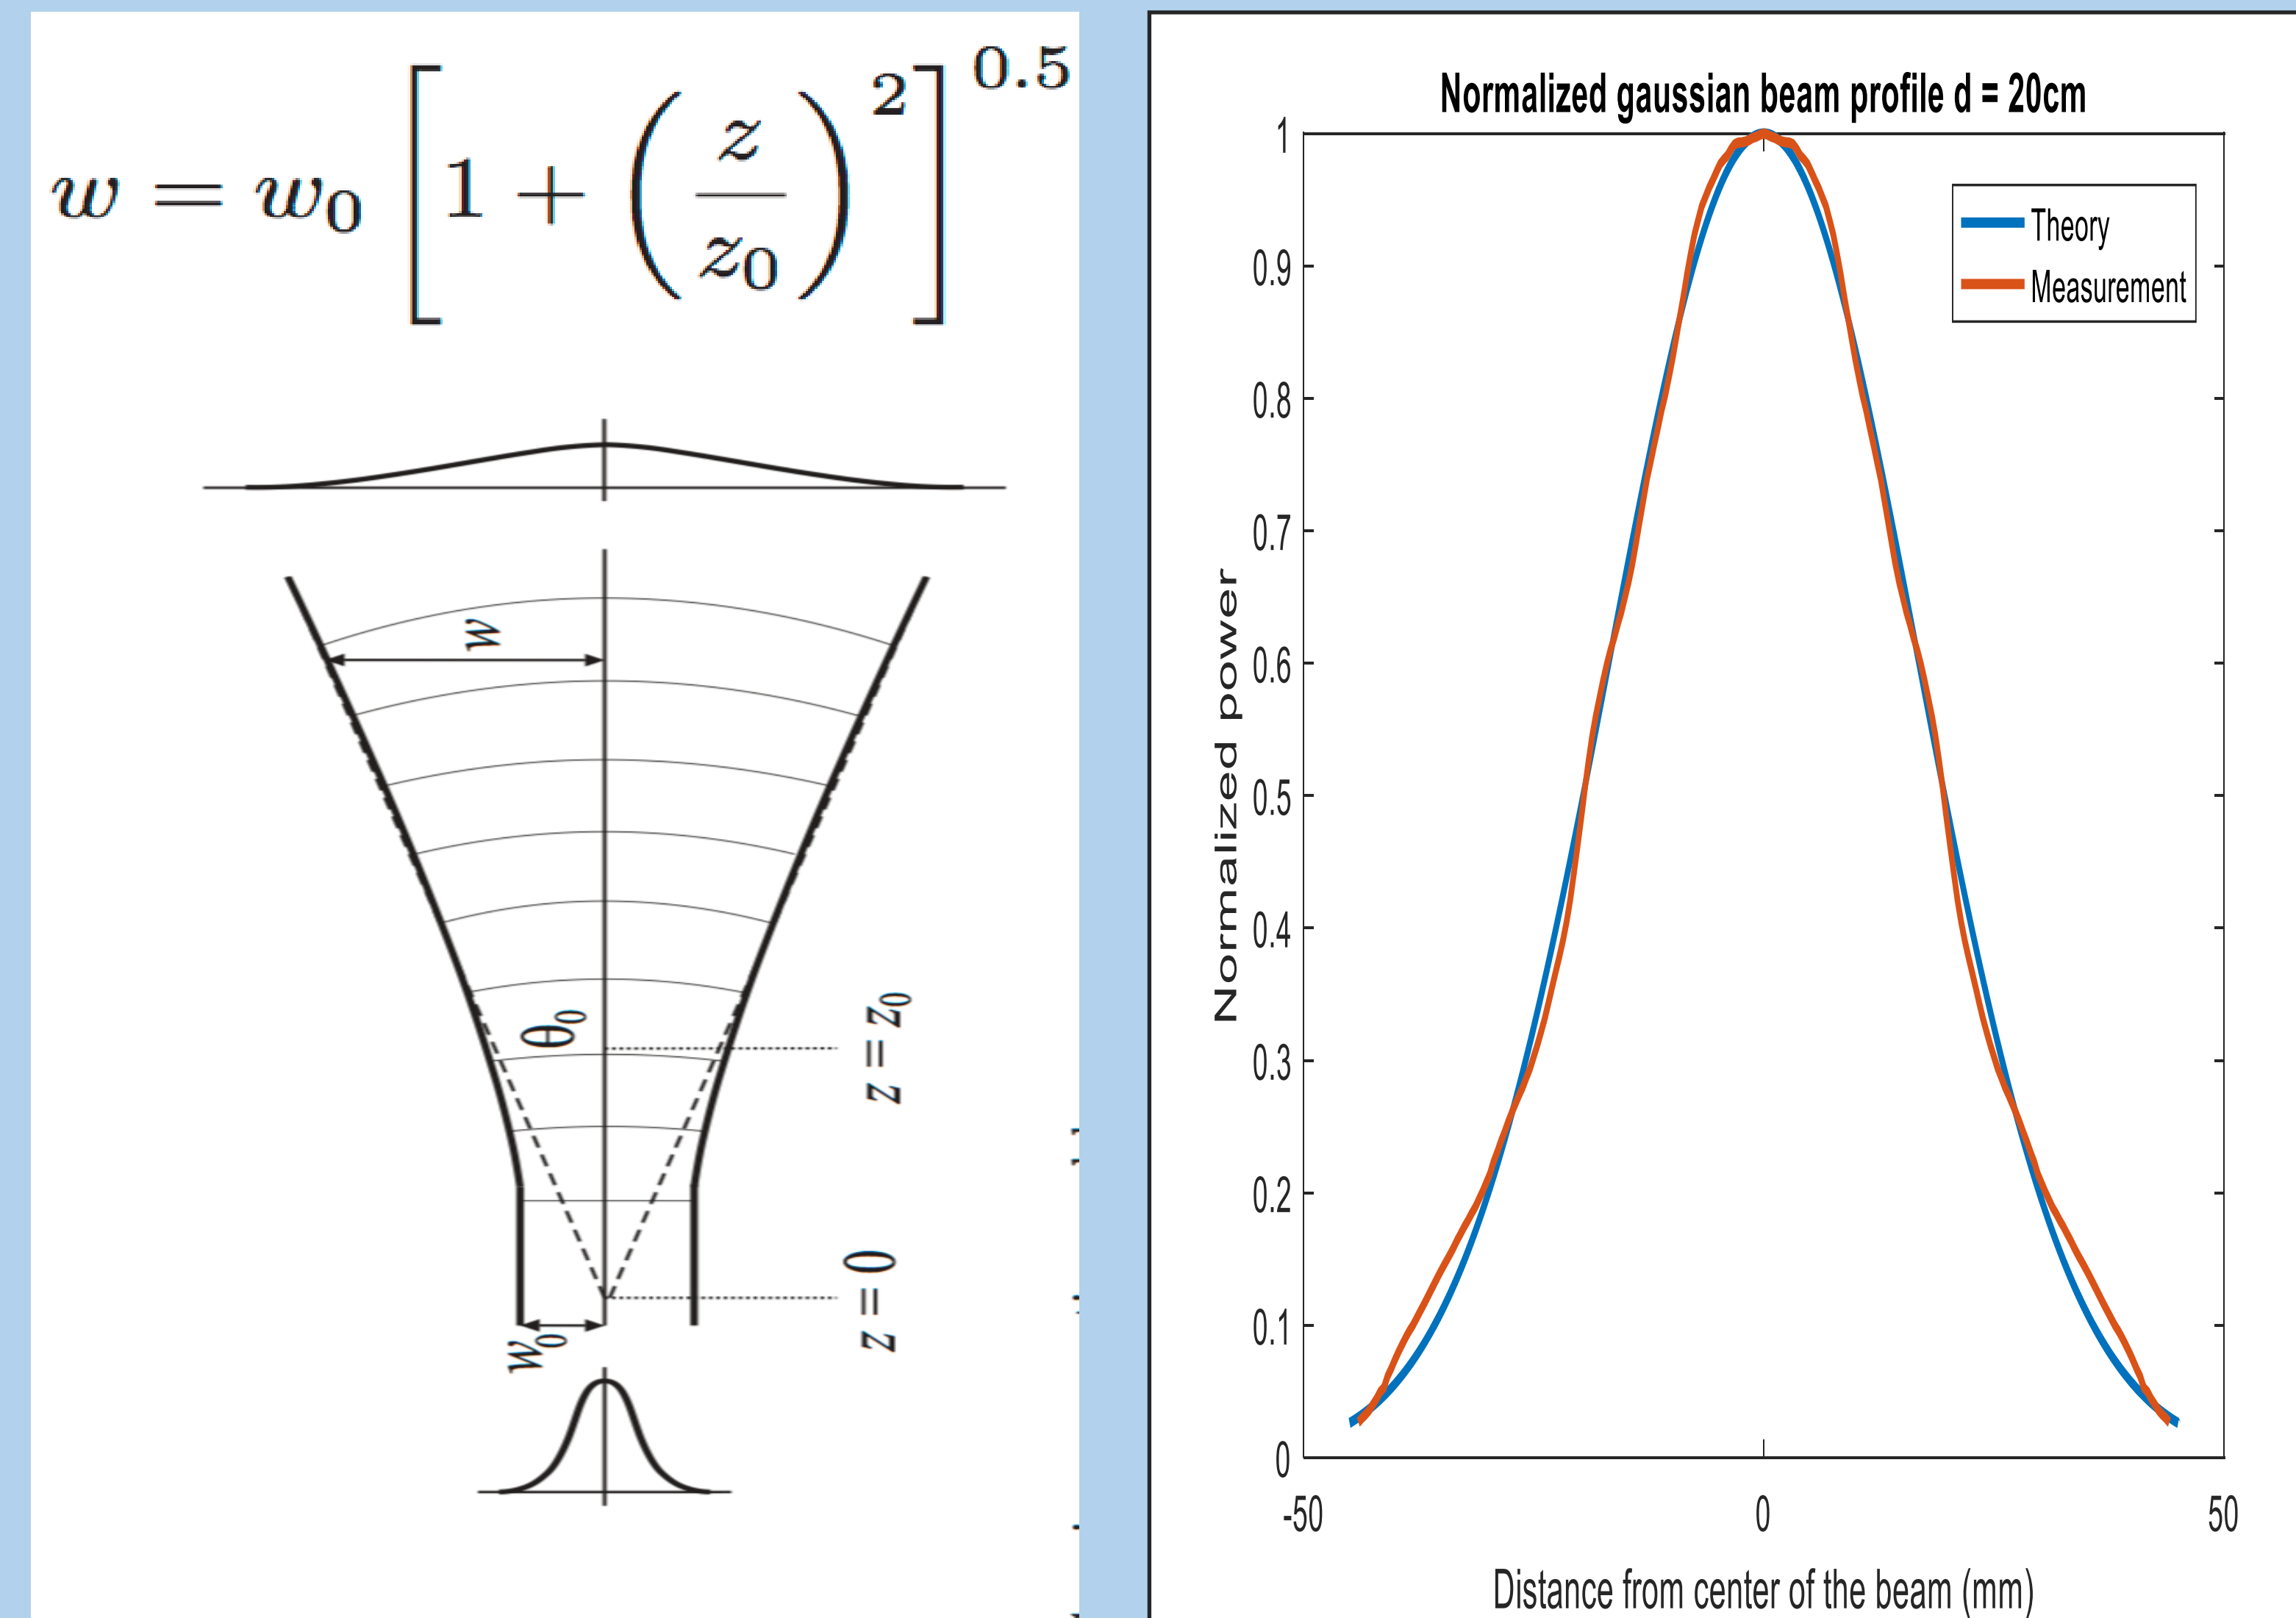 w = w₀ [1 + (z/z₀)²]^0.5
w
θ₀
z = z₀
z = 0
w₀
Normalized gaussian beam profile d = 20cm
1
0.9
0.8
0.7
0.6
0.5
0.4
0.3
0.2
0.1
0
Normalized power
Theory
Measurement
-50 0 50
Distance from center of the beam (mm)